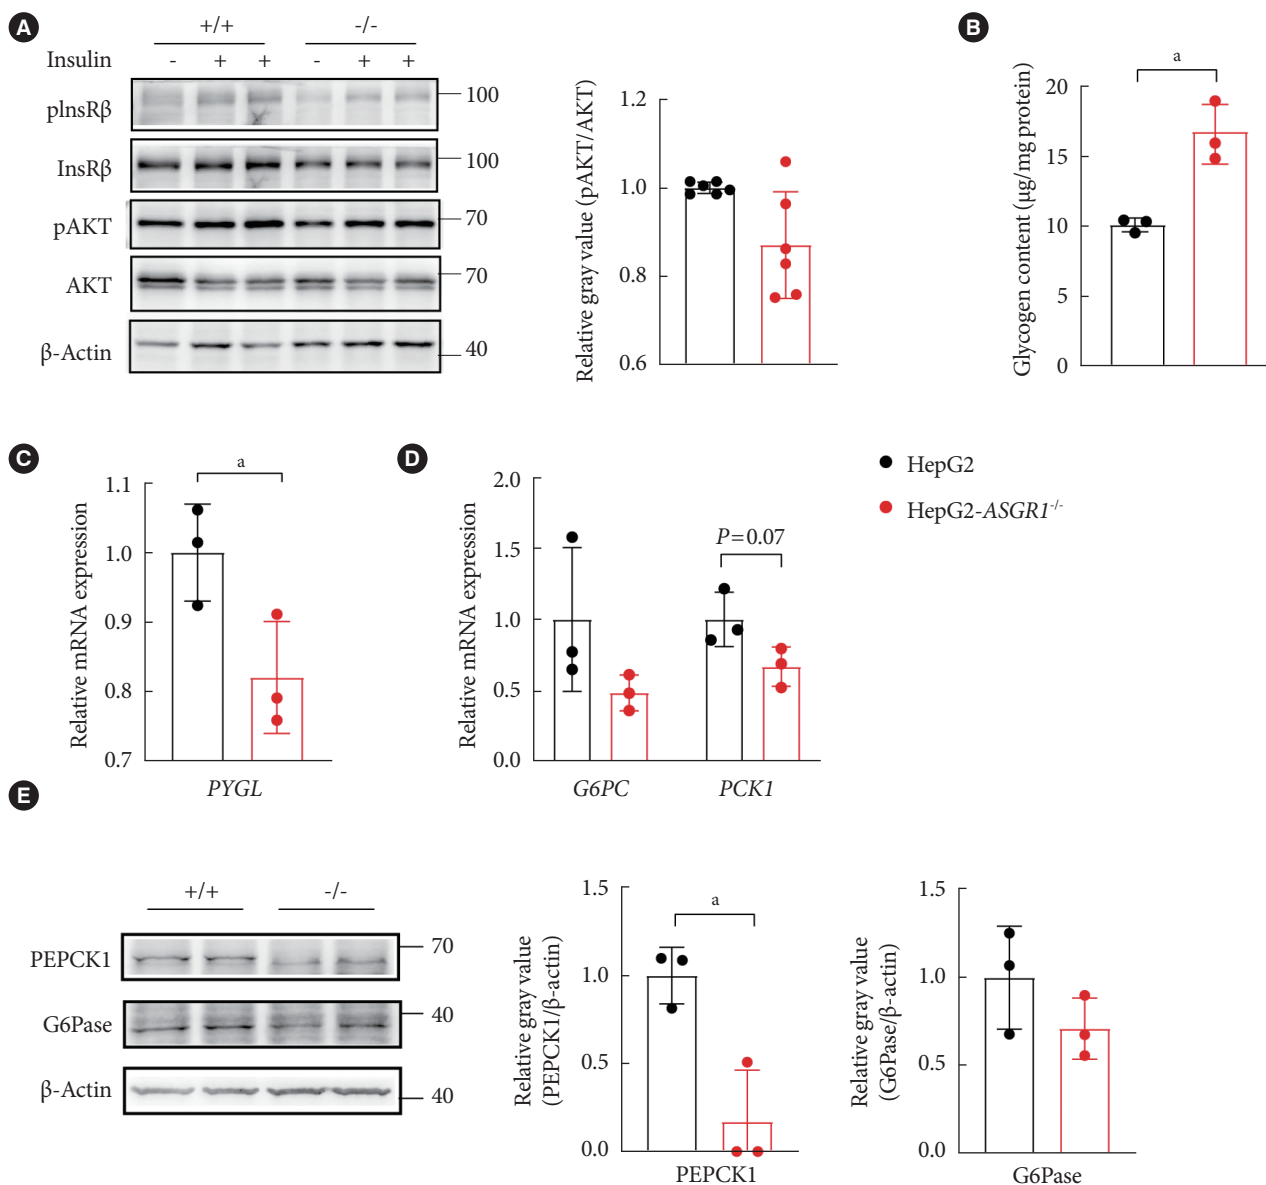 A
+/+ -/-
Insulin - + + - + +
pInsRβ 100
InsRβ 100
pAKT 70
AKT 70
β-Actin 40
Relative gray value (pAKT/AKT)
1.2
1.0
0.8
0.6
B
a
Glycogen content (μg/mg protein)
20
15
10
5
0
C
a
Relative mRNA expression
1.1
1.0
0.9
0.8
0.7
PYGL
D
P=0.07
Relative mRNA expression
2.0
1.5
1.0
0.5
0.0
G6PC PCK1
HepG2
HepG2-ASGR1-/-
E
+/+ -/-
PEPCK1 70
G6Pase 40
β-Actin 40
a
Relative gray value
(PEPCK1/β-actin)
1.5
1.0
0.5
0.0
PEPCK1
Relative gray value
(G6Pase/β-actin)
1.5
1.0
0.5
0.0
G6Pase